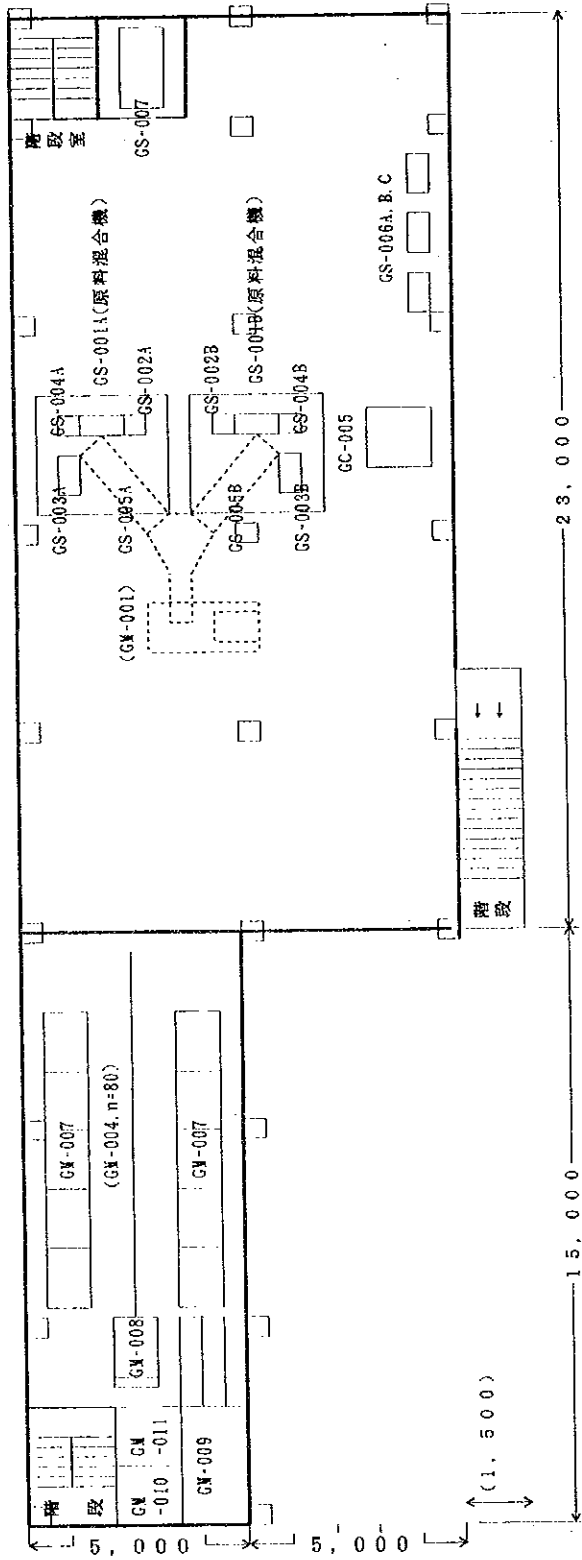 階段室
GS-007
GS-001A(原料混合機)
GS-004A
GS-002A
GS-003A
GS-005A
GS-002B
GS-001B(原料混合機)
GS-004B
GS-005B
GS-003B
(GM-001)
GC-005
GS-006A, B, C
階段
23,000
GM-007
(GM-004, n=80)
GM-007
GM-008
階段
GM-010
GM-011
GM-009
15,000
(1,500)
5,000
5,000